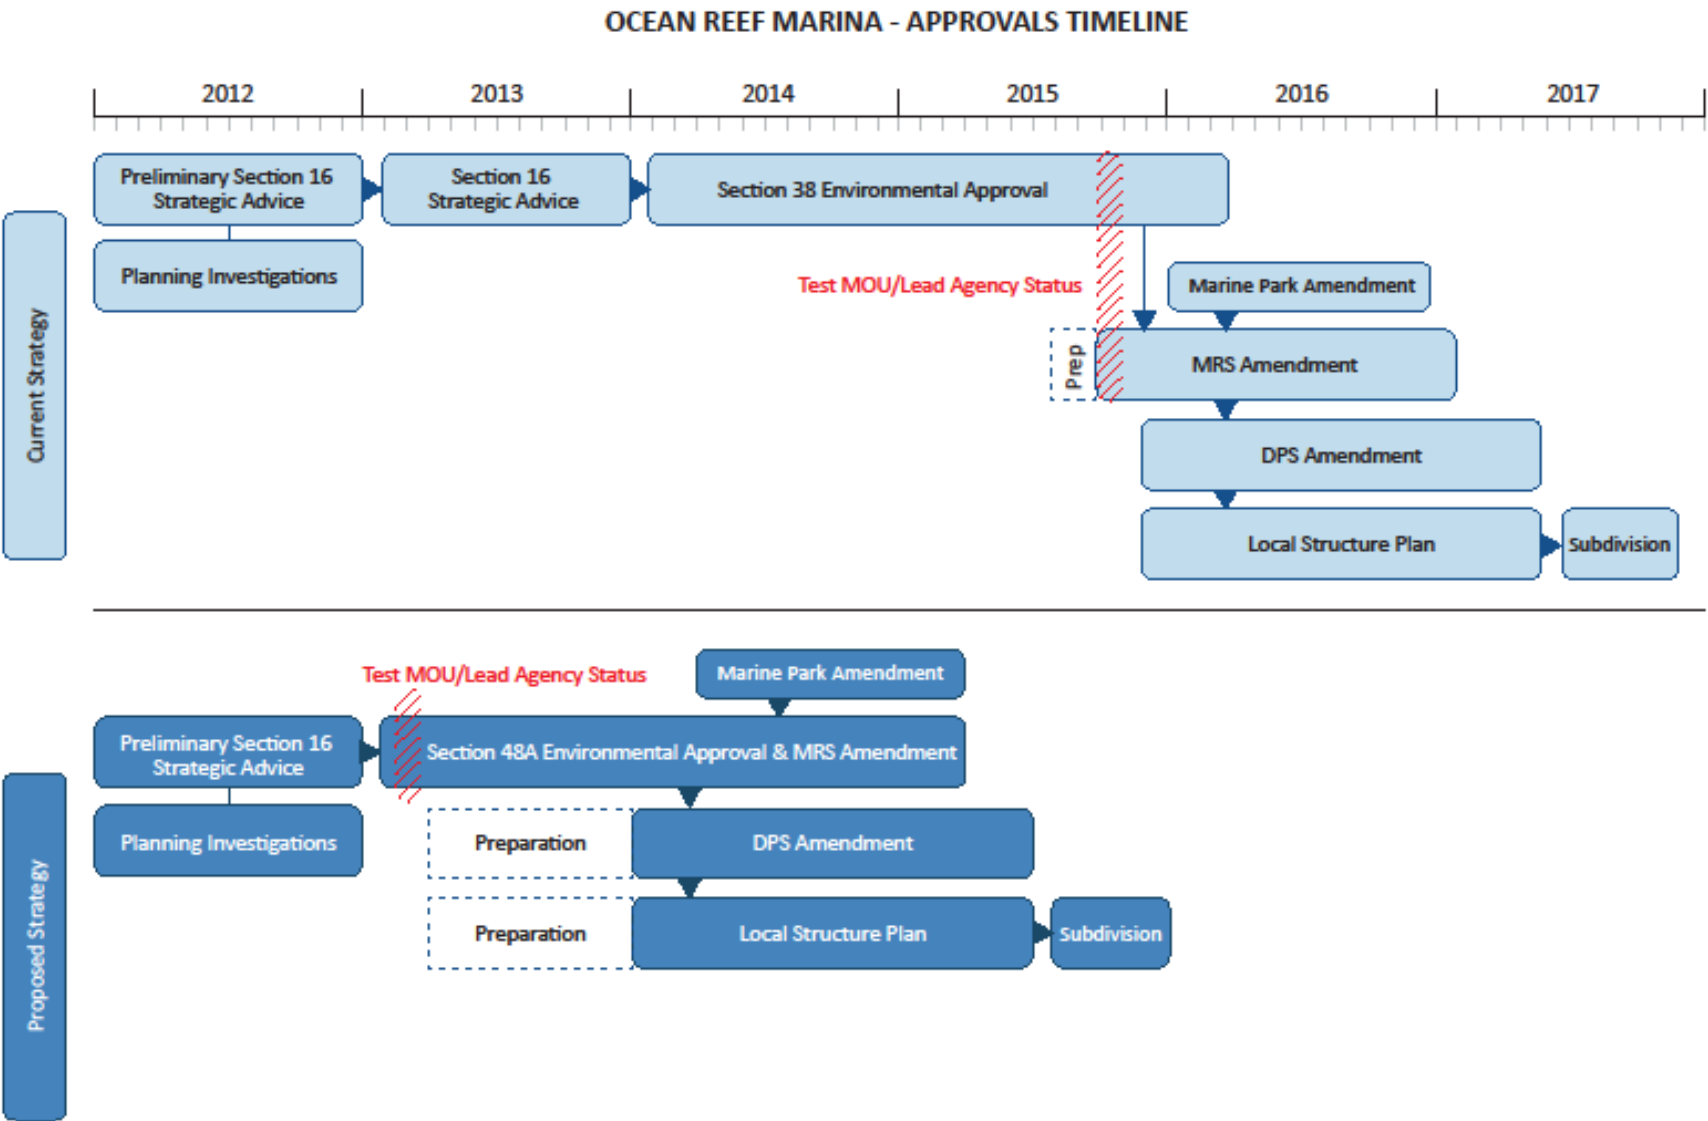 OCEAN REEF MARINA - APPROVALS TIMELINE
2012
2013
2014
2015
2016
2017
Current Strategy
Preliminary Section 16
Strategic Advice
Section 16
Strategic Advice
Section 38 Environmental Approval
Planning Investigations
Test MOU/Lead Agency Status
Marine Park Amendment
Prep
MRS Amendment
DPS Amendment
Local Structure Plan
Subdivision
Proposed Strategy
Test MOU/Lead Agency Status
Marine Park Amendment
Preliminary Section 16
Strategic Advice
Section 48A Environmental Approval & MRS Amendment
Planning Investigations
Preparation
DPS Amendment
Preparation
Local Structure Plan
Subdivision